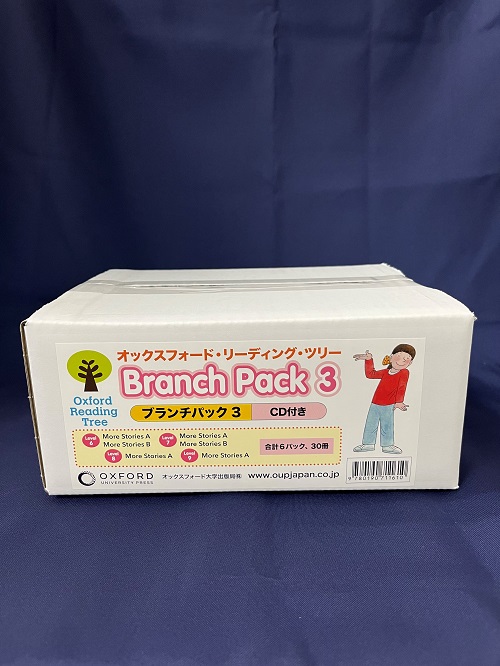 オックスフォード・リーディング・ツリー
Branch Pack 3
Oxford
Reading
Tree
ブランチパック 3
CD付き
Level 6 More Stories A
More Stories B
Level 7 More Stories A
More Stories B
Level 8 More Stories A
Level 9 More Stories A
合計6パック、30冊
OXFORD
UNIVERSITY PRESS
オックスフォード大学出版局㈱
www.oupjapan.co.jp
9780190711610